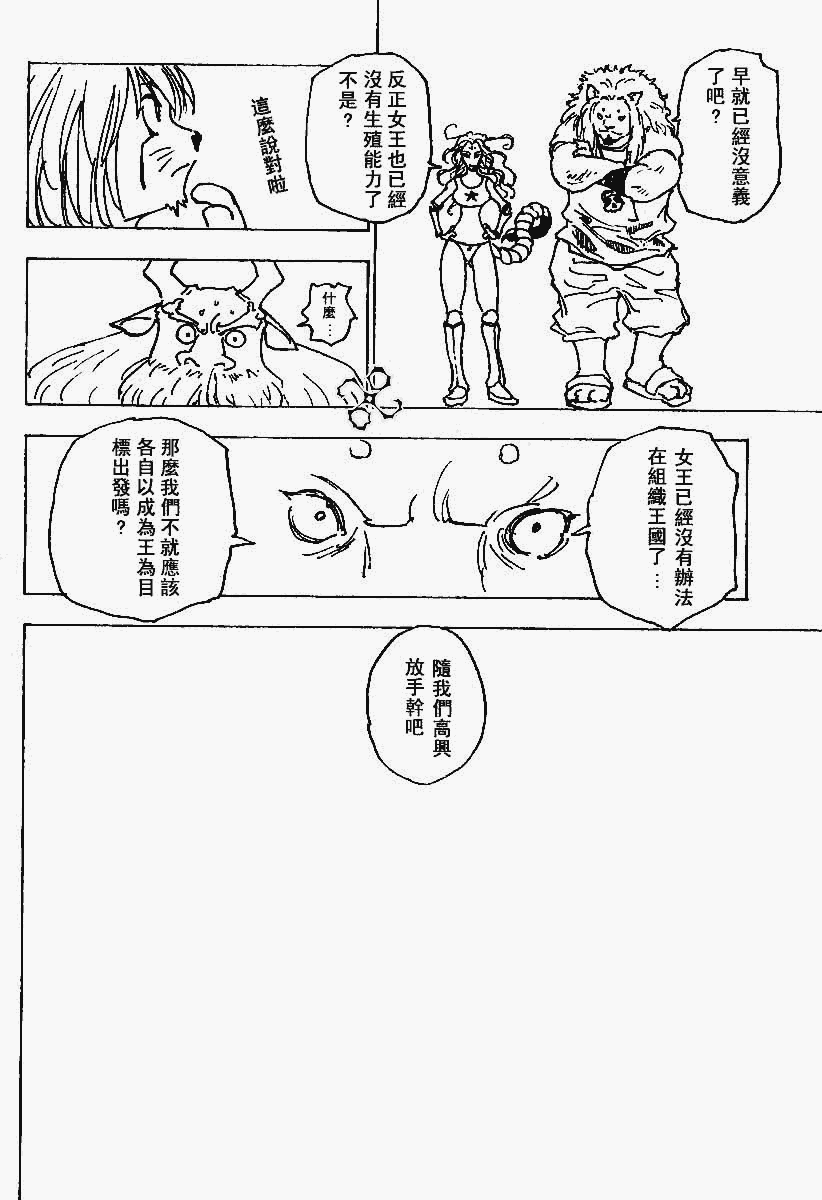 早就已經沒意義
了吧？
反正女王也已經
沒有生殖能力了
不是？
這麼說對啦
什麼…
女王已經沒有辦法
在組織王國了…
那麼我們不就應該
各自以成為王為目
標出發嗎？
隨我們高興
放手幹吧